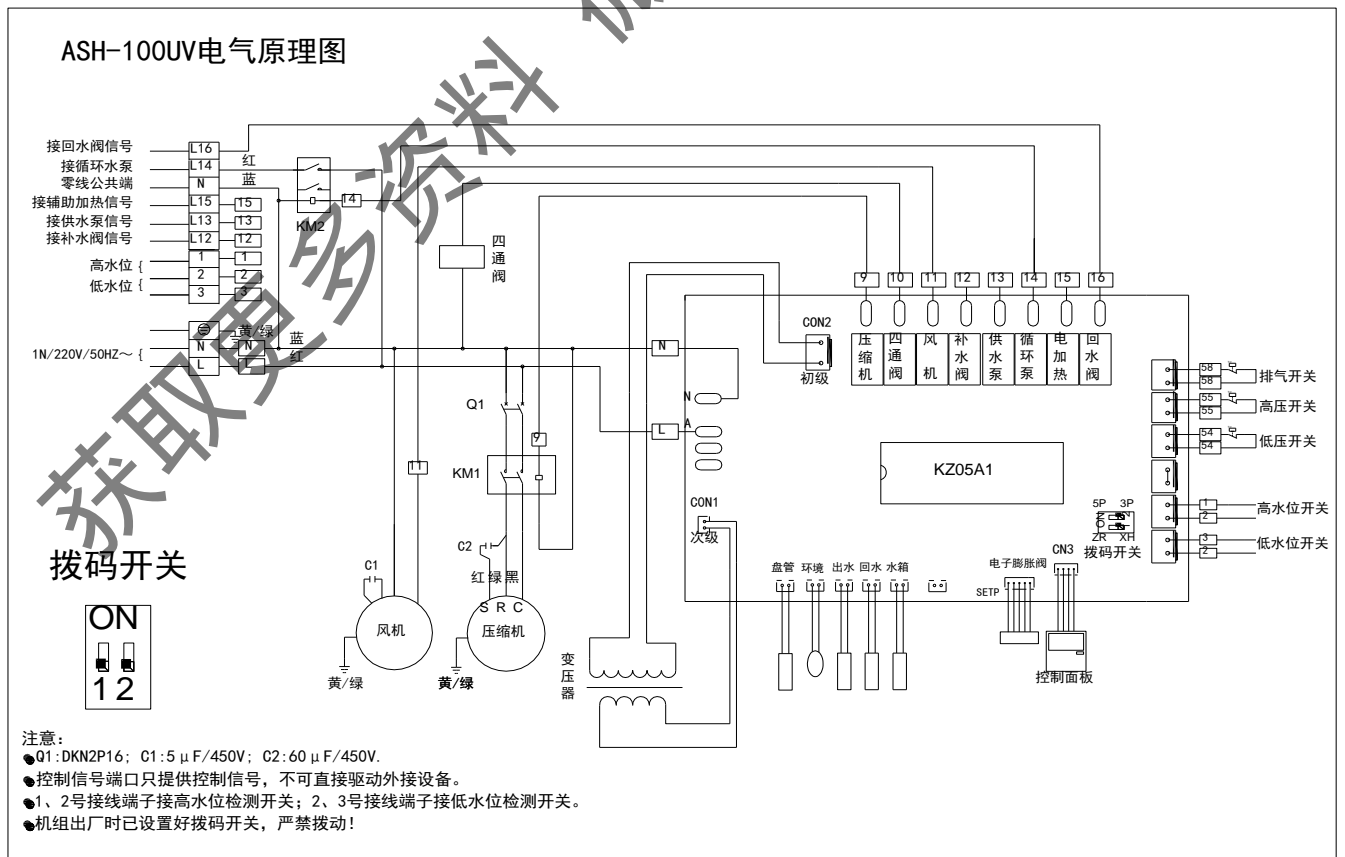 ASH-100UV电气原理图
获取更多资料
接回水阀信号 L16
接循环水泵 L14 红
零线公共端 N 蓝
接辅助加热信号 L15 15
接供水泵信号 L13 13
接补水阀信号 L12 12
高水位 { 1 1
2 2
低水位 { 3 3
14
KM2
黄/绿
1N/220V/50HZ～ { N N 蓝
L L 红
四通阀
11
Q1
9
KM1
C2
红 绿 黑
S R C
压缩机
黄/绿
C1
风机
黄/绿
变压器
N
L
N
A
CON2
初级
CON1
次级
9 10 11 12 13 14 15 16
压缩机 四通阀 风机 补水阀 供水泵 循环泵 电加热 回水阀
58
58
排气开关
55
55
高压开关
54
54
低压开关
1
2
高水位开关
3
2
低水位开关
KZ05A1
5P 3P
ZR XH
拨码开关
盘管 环境 出水 回水 水箱
电子膨胀阀
SETP
CN3
控制面板
拨码开关
ON
1 2
注意:
●Q1:DKN2P16; C1:5μF/450V; C2:60μF/450V.
●控制信号端口只提供控制信号, 不可直接驱动外接设备。
●1、2号接线端子接高水位检测开关; 2、3号接线端子接低水位检测开关。
●机组出厂时已设置好拨码开关, 严禁拨动!